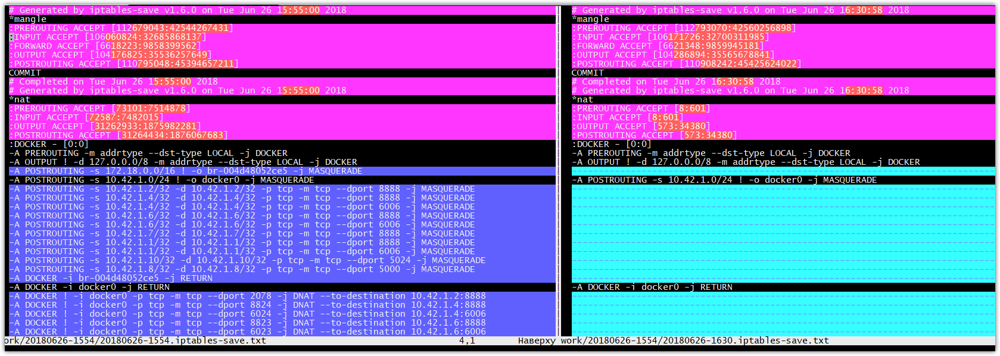 # Generated by iptables-save v1.6.0 on Tue Jun 26 15:55:00 2018
*mangle
:PREROUTING ACCEPT [112679043:42544267431]
:INPUT ACCEPT [106060824:32685868137]
:FORWARD ACCEPT [6618223:9858399562]
:OUTPUT ACCEPT [104176825:35536257649]
:POSTROUTING ACCEPT [110795048:45394657211]
COMMIT
# Completed on Tue Jun 26 15:55:00 2018
# Generated by iptables-save v1.6.0 on Tue Jun 26 15:55:00 2018
*nat
:PREROUTING ACCEPT [73101:7514878]
:INPUT ACCEPT [72587:7482015]
:OUTPUT ACCEPT [31262933:1875982281]
:POSTROUTING ACCEPT [31264434:1876067683]
:DOCKER - [0:0]
-A PREROUTING -m addrtype --dst-type LOCAL -j DOCKER
-A OUTPUT ! -d 127.0.0.0/8 -m addrtype --dst-type LOCAL -j DOCKER
-A POSTROUTING -s 172.18.0.0/16 ! -o br-004d48052ce5 -j MASQUERADE
-A POSTROUTING -s 10.42.1.0/24 ! -o docker0 -j MASQUERADE
-A POSTROUTING -s 10.42.1.2/32 -d 10.42.1.2/32 -p tcp -m tcp --dport 8888 -j MASQUERADE
-A POSTROUTING -s 10.42.1.4/32 -d 10.42.1.4/32 -p tcp -m tcp --dport 8888 -j MASQUERADE
-A POSTROUTING -s 10.42.1.4/32 -d 10.42.1.4/32 -p tcp -m tcp --dport 6006 -j MASQUERADE
-A POSTROUTING -s 10.42.1.6/32 -d 10.42.1.6/32 -p tcp -m tcp --dport 8888 -j MASQUERADE
-A POSTROUTING -s 10.42.1.6/32 -d 10.42.1.6/32 -p tcp -m tcp --dport 6006 -j MASQUERADE
-A POSTROUTING -s 10.42.1.7/32 -d 10.42.1.7/32 -p tcp -m tcp --dport 8888 -j MASQUERADE
-A POSTROUTING -s 10.42.1.1/32 -d 10.42.1.1/32 -p tcp -m tcp --dport 8888 -j MASQUERADE
-A POSTROUTING -s 10.42.1.1/32 -d 10.42.1.1/32 -p tcp -m tcp --dport 6006 -j MASQUERADE
-A POSTROUTING -s 10.42.1.10/32 -d 10.42.1.10/32 -p tcp -m tcp --dport 5024 -j MASQUERADE
-A POSTROUTING -s 10.42.1.8/32 -d 10.42.1.8/32 -p tcp -m tcp --dport 5000 -j MASQUERADE
-A DOCKER -i br-004d48052ce5 -j RETURN
-A DOCKER -i docker0 -j RETURN
-A DOCKER ! -i docker0 -p tcp -m tcp --dport 2078 -j DNAT --to-destination 10.42.1.2:8888
-A DOCKER ! -i docker0 -p tcp -m tcp --dport 8824 -j DNAT --to-destination 10.42.1.4:8888
-A DOCKER ! -i docker0 -p tcp -m tcp --dport 6024 -j DNAT --to-destination 10.42.1.4:6006
-A DOCKER ! -i docker0 -p tcp -m tcp --dport 8823 -j DNAT --to-destination 10.42.1.6:8888
-A DOCKER ! -i docker0 -p tcp -m tcp --dport 6023 -j DNAT --to-destination 10.42.1.6:6006
ork/20180626-1554/20180626-1554.iptables-save.txt 4,1 Наверху
# Generated by iptables-save v1.6.0 on Tue Jun 26 16:30:58 2018
*mangle
:PREROUTING ACCEPT [112793070:42560256898]
:INPUT ACCEPT [106171726:32700311985]
:FORWARD ACCEPT [6621348:9859945181]
:OUTPUT ACCEPT [104286894:35565678841]
:POSTROUTING ACCEPT [110908242:45425624022]
COMMIT
# Completed on Tue Jun 26 16:30:58 2018
# Generated by iptables-save v1.6.0 on Tue Jun 26 16:30:58 2018
*nat
:PREROUTING ACCEPT [8:601]
:INPUT ACCEPT [8:601]
:OUTPUT ACCEPT [573:34380]
:POSTROUTING ACCEPT [573:34380]
:DOCKER - [0:0]
-A PREROUTING -m addrtype --dst-type LOCAL -j DOCKER
-A OUTPUT ! -d 127.0.0.0/8 -m addrtype --dst-type LOCAL -j DOCKER
-A POSTROUTING -s 10.42.1.0/24 ! -o docker0 -j MASQUERADE
-A DOCKER -i docker0 -j RETURN
work/20180626-1554/20180626-1630.iptables-save.txt